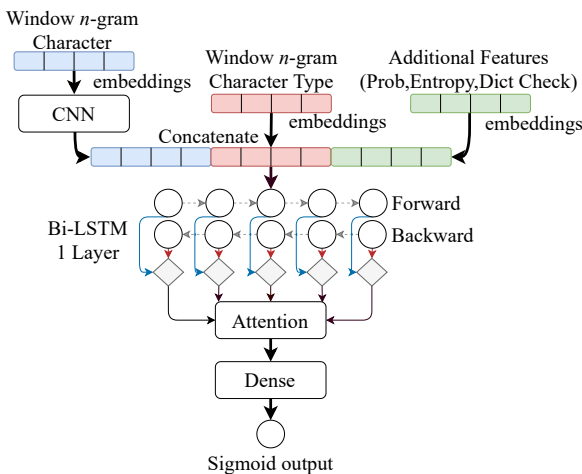 Window n-gram
Character
embeddings
CNN
Window n-gram
Character Type
embeddings
Additional Features
(Prob,Entropy,Dict Check)
embeddings
Concatenate
Forward
Backward
Bi-LSTM
1 Layer
Attention
Dense
Sigmoid output